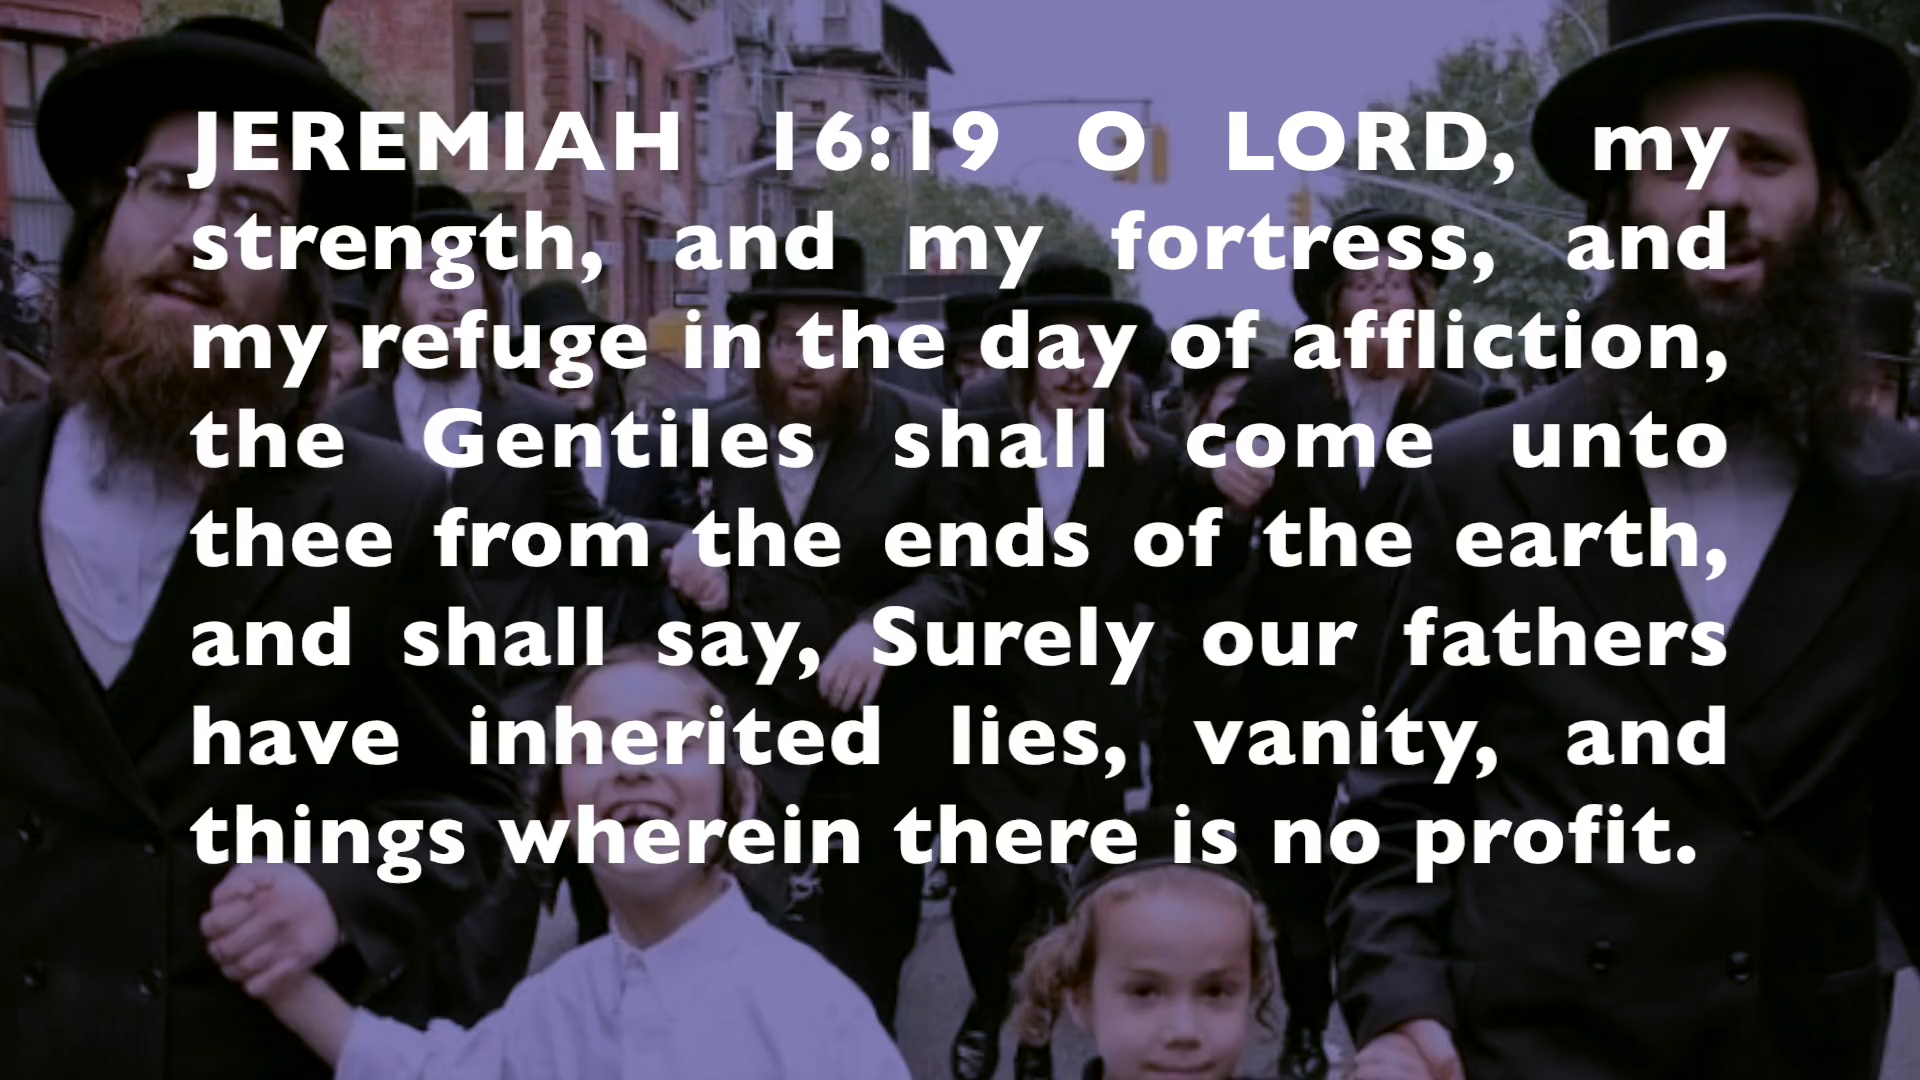 JEREMIAH 16:19 O LORD, my
strength, and my fortress, and
my refuge in the day of affliction,
the Gentiles shall come unto
thee from the ends of the earth,
and shall say, Surely our fathers
have inherited lies, vanity, and
things wherein there is no profit.